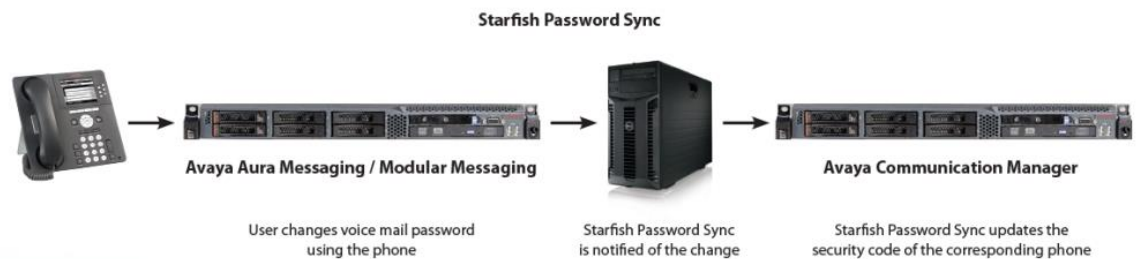 Starfish Password Sync
Avaya Aura Messaging / Modular Messaging
Avaya Communication Manager
User changes voice mail password
using the phone
Starfish Password Sync
is notified of the change
Starfish Password Sync updates the
security code of the corresponding phone